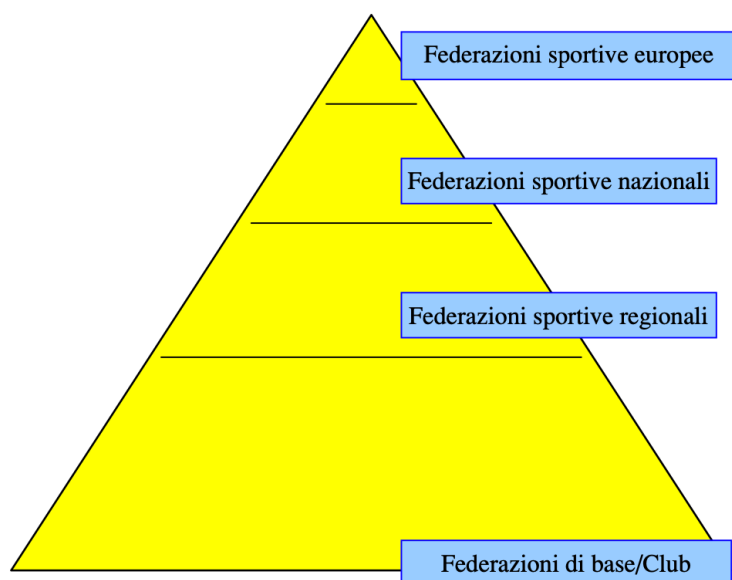 Federazioni sportive europee
Federazioni sportive nazionali
Federazioni sportive regionali
Federazioni di base/Club